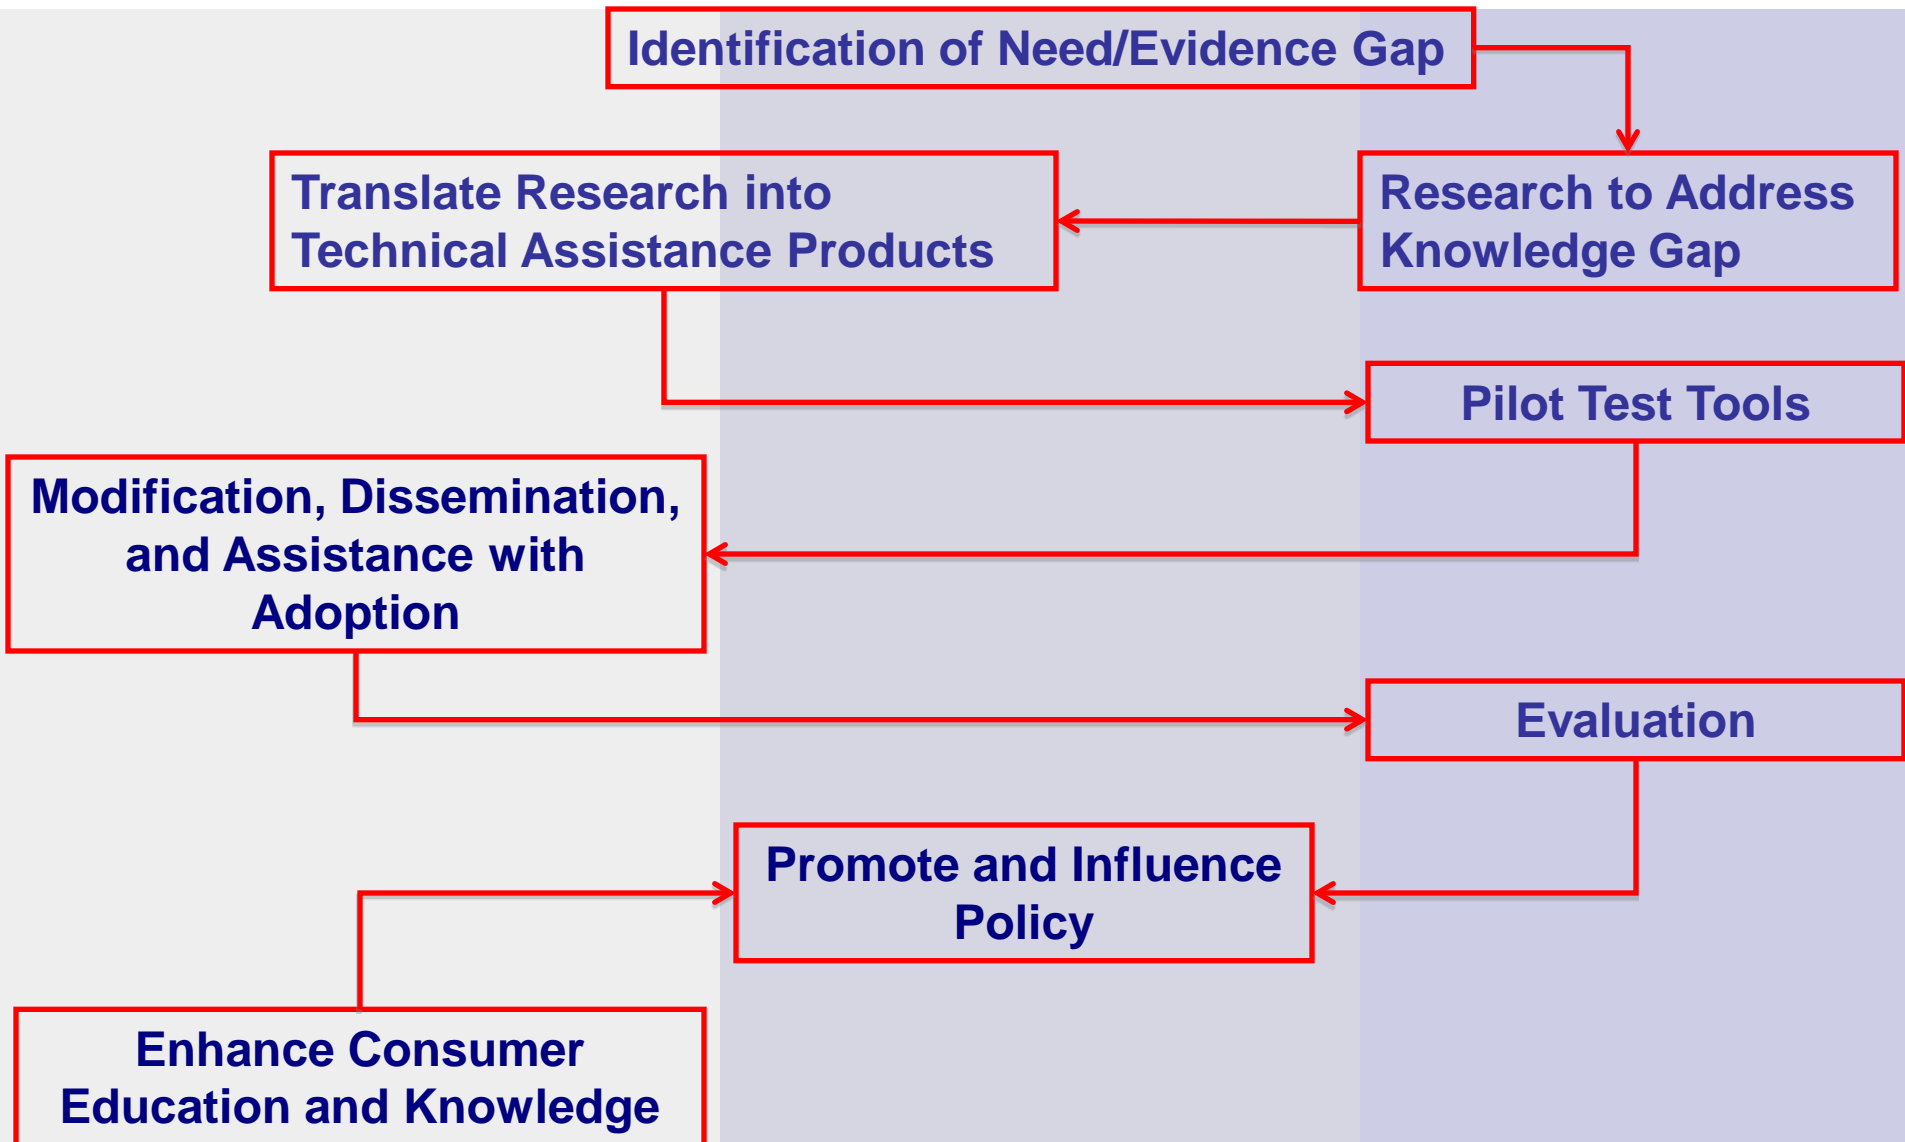 Identification of Need/Evidence Gap
Translate Research into
Technical Assistance Products
Research to Address
Knowledge Gap
Pilot Test Tools
Modification, Dissemination,
and Assistance with
Adoption
Evaluation
Promote and Influence
Policy
Enhance Consumer
Education and Knowledge